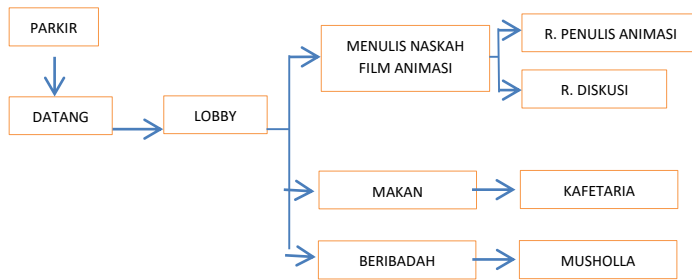 PARKIR
DATANG
LOBBY
MENULIS NASKAH
FILM ANIMASI
R. PENULIS ANIMASI
R. DISKUSI
MAKAN
KAFETARIA
BERIBADAH
MUSHOLLA